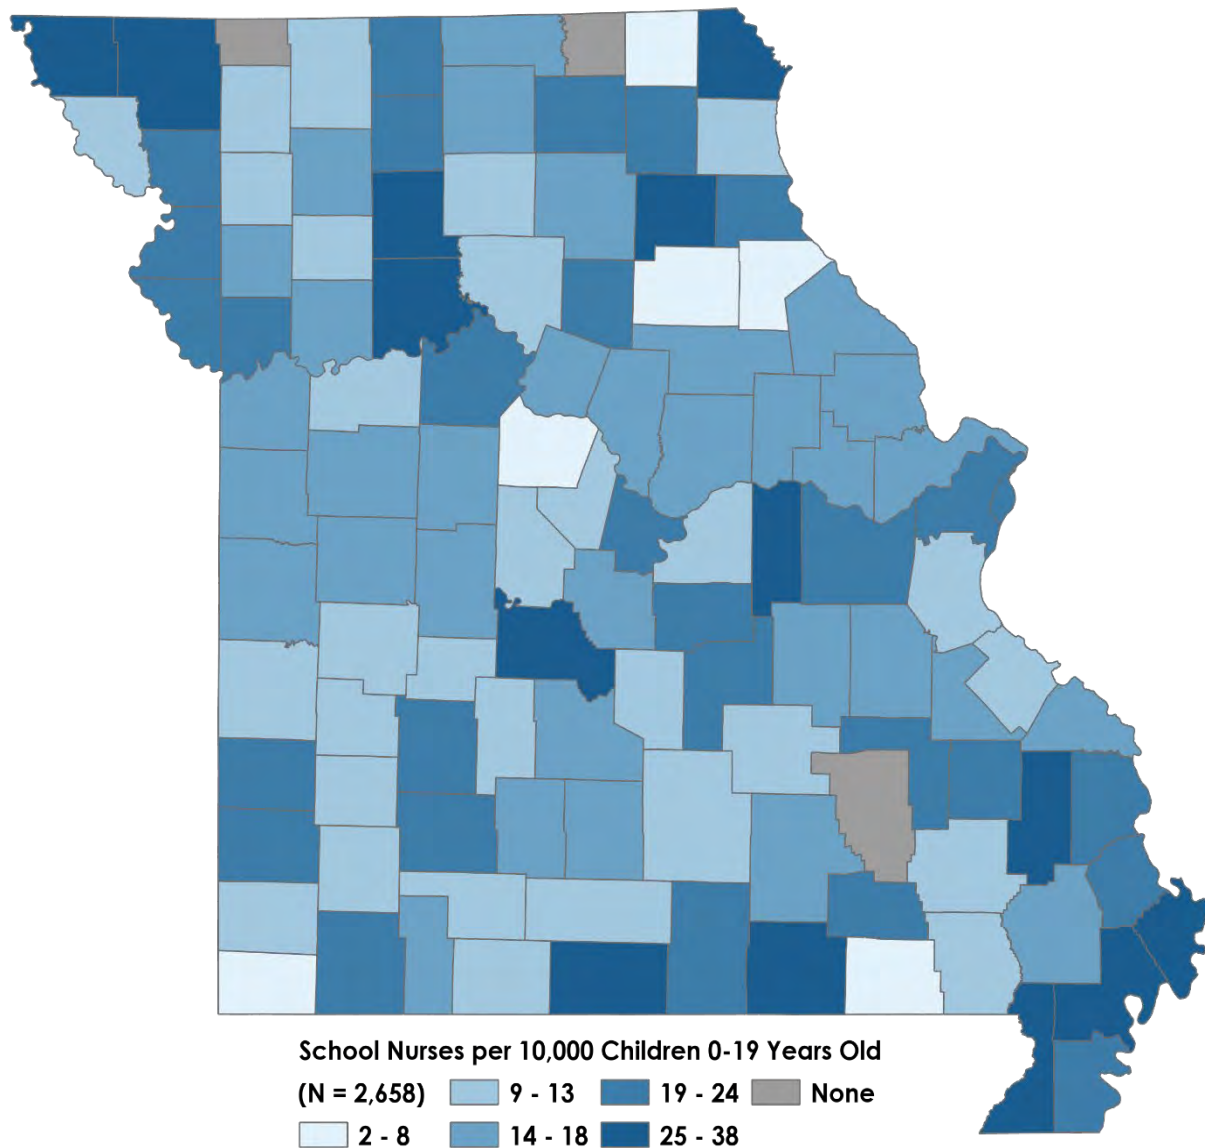 School Nurses per 10,000 Children 0-19 Years Old
(N = 2,658) 9 - 13 19 - 24 None
2 - 8 14 - 18 25 - 38